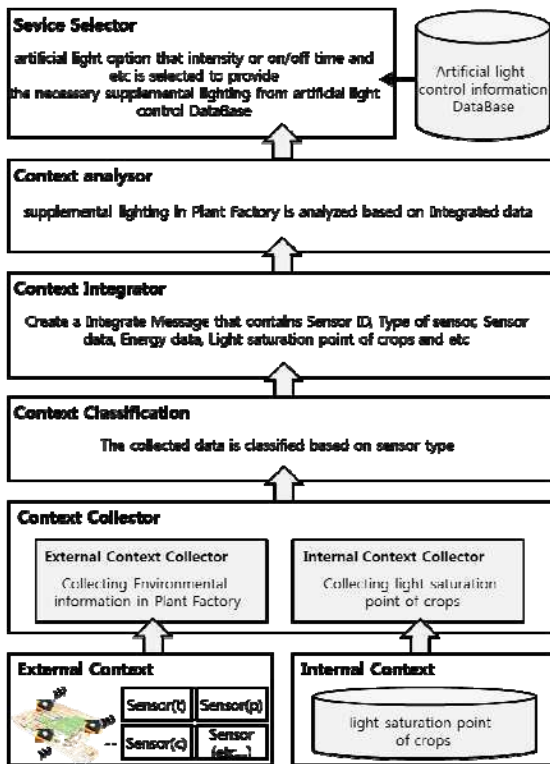 Sevice Selector
artificial light option that intensity or on/off time and
etc is selected to provide
the necessary supplemental lighting from artificial light
control DataBase
Artificial light
control information
DataBase
Context analysor
supplemental lighting in Plant Factory is analyzed based on Integrated data
Context Integrator
Create a Integrate Message that contains Sensor ID, Type of sensor, Sensor
data, Energy data, Light saturation point of crops and etc
Context Classification
The collected data is classified based on sensor type
Context Collector
External Context Collector
Collecting Environmental
information in Plant Factory
Internal Context Collector
Collecting light saturation
point of crops
External Context
Sensor(t)
Sensor(p)
...
Sensor(c)
Sensor
(etc...)
Internal Context
light saturation point
of crops